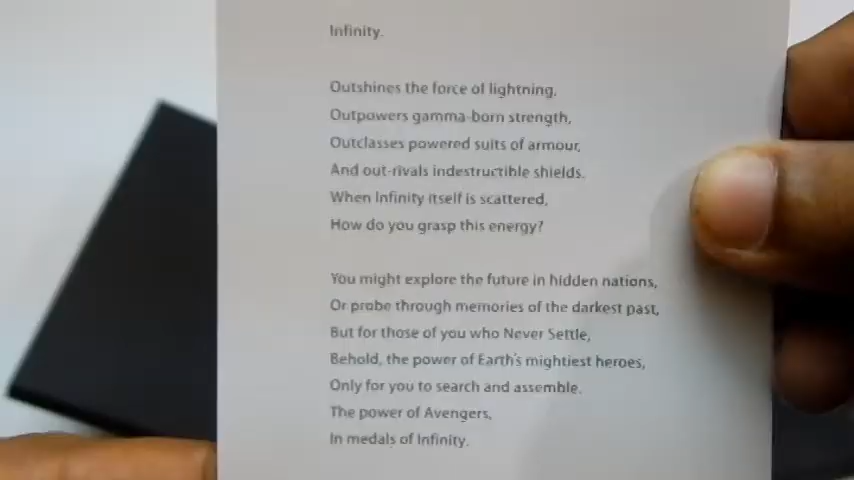 Infinity.
Outshines the force of lightning,
Outpowers gamma-born strength,
Outclasses powered suits of armour,
And out-rivals indestructible shields.
When Infinity itself is scattered,
How do you grasp this energy?
You might explore the future in hidden nations,
Or probe through memories of the darkest past,
But for those of you who Never Settle,
Behold, the power of Earth's mightiest heroes,
Only for you to search and assemble.
The power of Avengers,
In medals of Infinity.